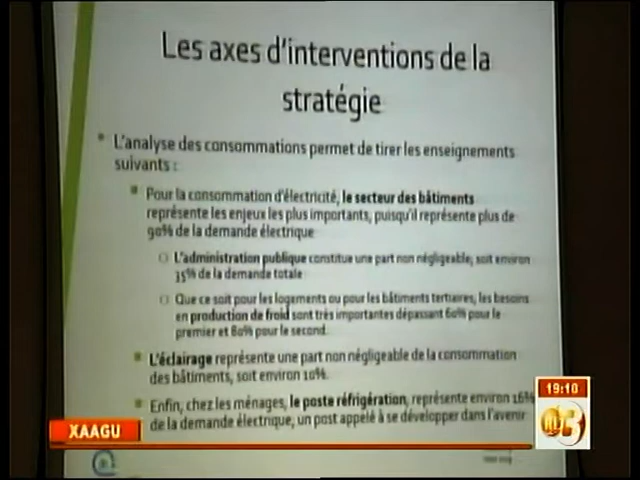 Les axes d'interventions de la
stratégie
L'analyse des consommations permet de tirer les enseignements
suivants :
Pour la consommation d'électricité, le secteur des bâtiments
représente les enjeux les plus importants, puisqu'il représente plus de
90% de la demande électrique
L'administration publique constitue une part non négligeable, soit environ
35% de la demande totale
Que ce soit pour les logements ou pour les bâtiments tertiaires, les besoins
en production de froid sont très importantes dépassant 60% pour le
premier et 80% pour le second.
L'éclairage représente une part non négligeable de la consommation
des bâtiments, soit environ 10%.
Enfin, chez les ménages, le poste réfrigération, représente environ 16%
de la demande électrique, un post appelé à se développer dans l'avenir
19:10
XAAGU